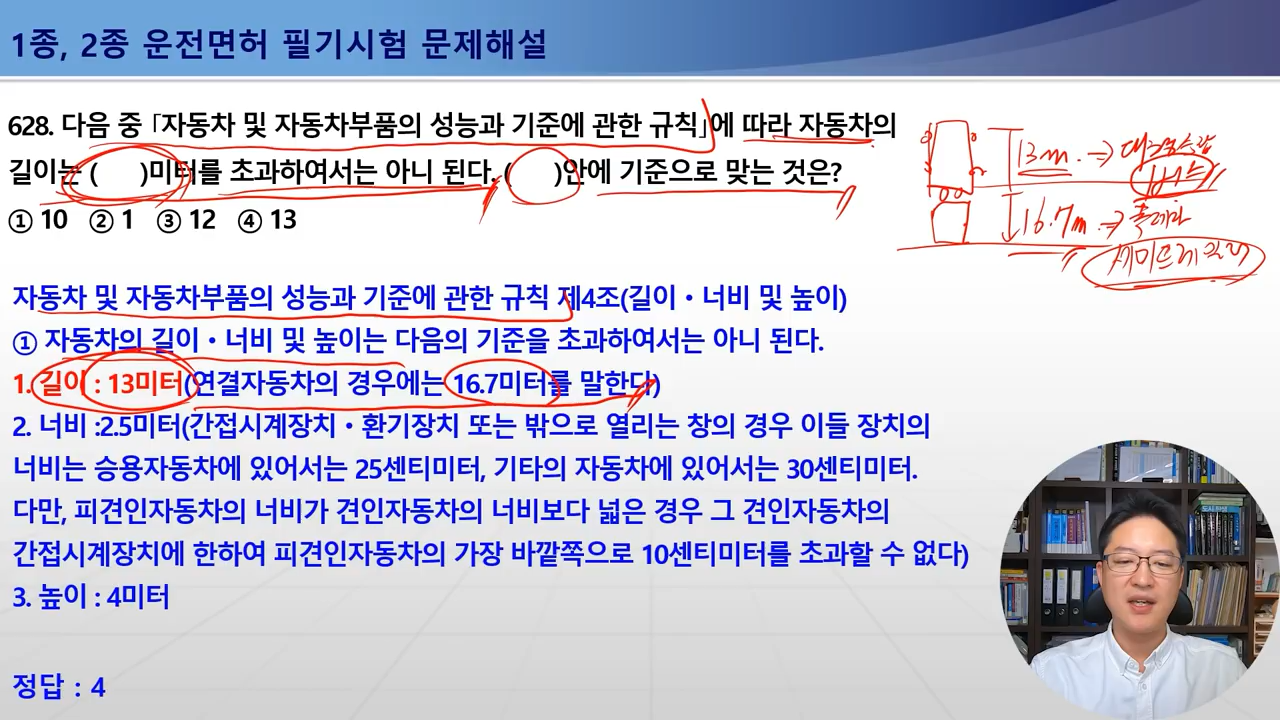 1종, 2종 운전면허 필기시험 문제해설
628. 다음 중 「자동차 및 자동차부품의 성능과 기준에 관한 규칙」에 따라 자동차의
길이는 ( )미터를 초과하여서는 아니 된다. ( )안에 기준으로 맞는 것은?
① 10 ② 1 ③ 12 ④ 13
13m ⇒ 대형승합
버스
16.7m ⇒ 풀트레라
세미트레일러
자동차 및 자동차부품의 성능과 기준에 관한 규칙 제4조(길이・너비 및 높이)
① 자동차의 길이・너비 및 높이는 다음의 기준을 초과하여서는 아니 된다.
1. 길이 : 13미터(연결자동차의 경우에는 16.7미터를 말한다)
2. 너비 :2.5미터(간접시계장치・환기장치 또는 밖으로 열리는 창의 경우 이들 장치의
너비는 승용자동차에 있어서는 25센티미터, 기타의 자동차에 있어서는 30센티미터.
다만, 피견인자동차의 너비가 견인자동차의 너비보다 넓은 경우 그 견인자동차의
간접시계장치에 한하여 피견인자동차의 가장 바깥쪽으로 10센티미터를 초과할 수 없다)
3. 높이 : 4미터
정답 : 4